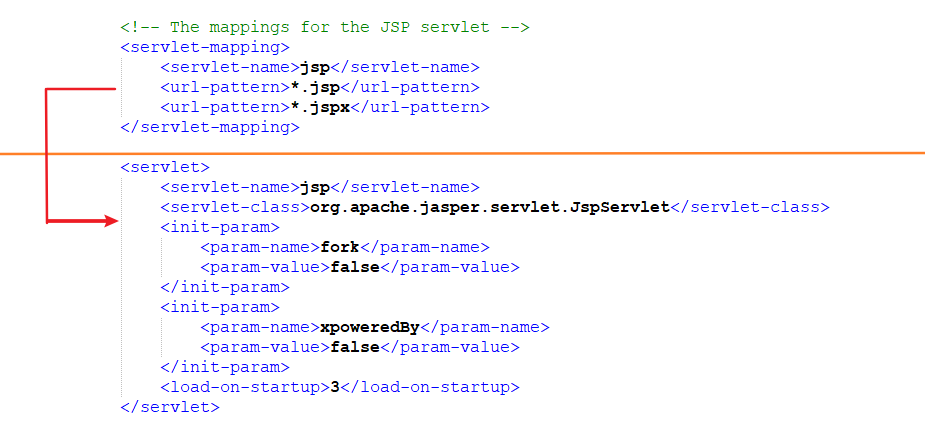 <!-- The mappings for the JSP servlet -->
<servlet-mapping>
<servlet-name>jsp</servlet-name>
<url-pattern>*.jsp</url-pattern>
<url-pattern>*.jspx</url-pattern>
</servlet-mapping>
<servlet>
<servlet-name>jsp</servlet-name>
<servlet-class>org.apache.jasper.servlet.JspServlet</servlet-class>
<init-param>
<param-name>fork</param-name>
<param-value>false</param-value>
</init-param>
<init-param>
<param-name>xpoweredBy</param-name>
<param-value>false</param-value>
</init-param>
<load-on-startup>3</load-on-startup>
</servlet>